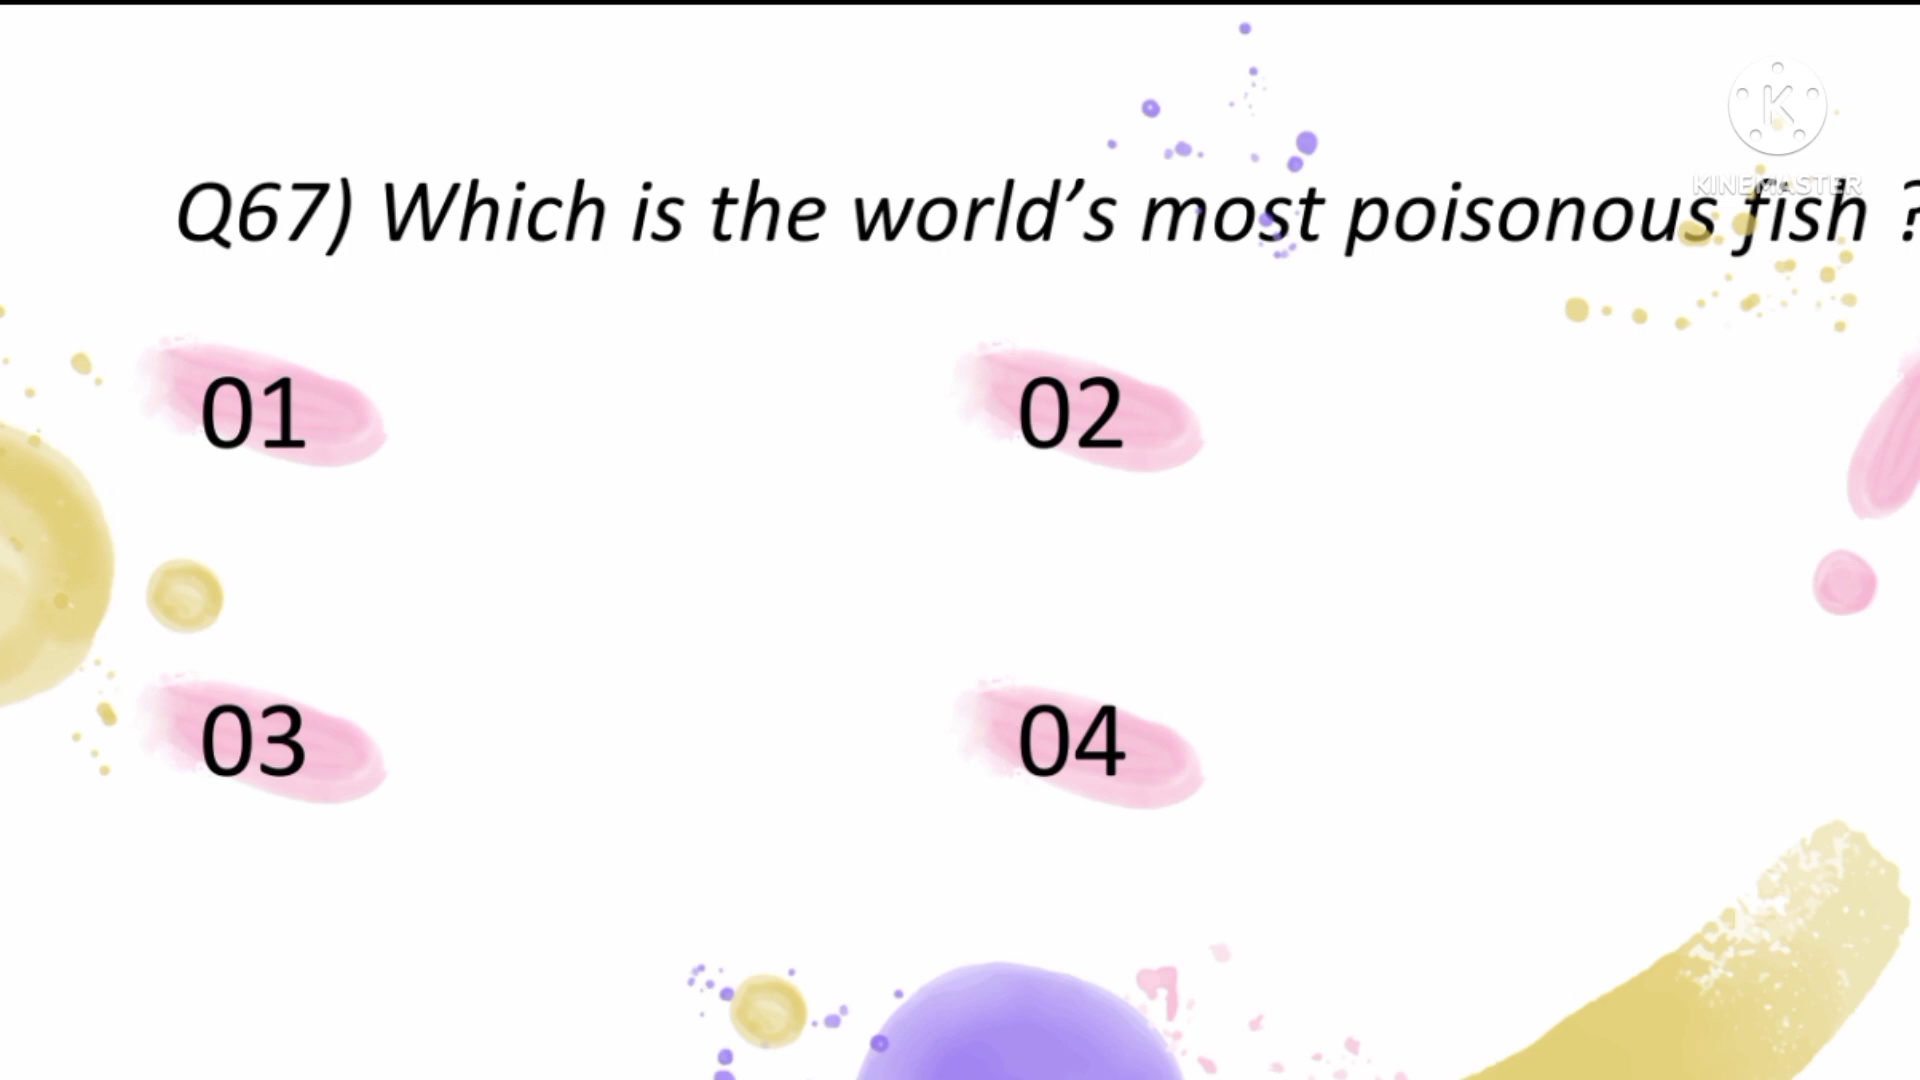 K
KINEMASTER
Q67) Which is the world’s most poisonous fish ?
01
02
03
04